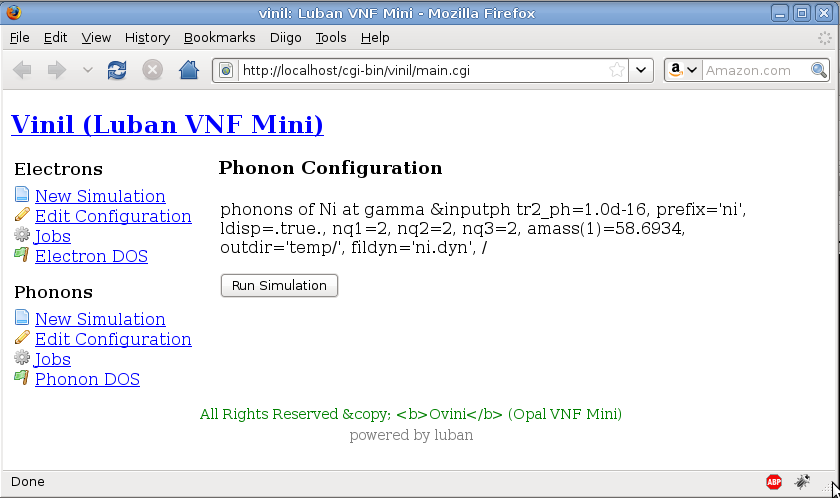 vinil: Luban VNF Mini - Mozilla Firefox
File Edit View History Bookmarks Diigo Tools Help
http://localhost/cgi-bin/vinil/main.cgi
a Amazon.com
Vinil (Luban VNF Mini)
Electrons
New Simulation
Edit Configuration
Jobs
Electron DOS
Phonons
New Simulation
Edit Configuration
Jobs
Phonon DOS
Phonon Configuration
phonons of Ni at gamma &inputph tr2_ph=1.0d-16, prefix='ni',
ldisp=.true., nq1=2, nq2=2, nq3=2, amass(1)=58.6934,
outdir='temp/', fildyn='ni.dyn', /
Run Simulation
All Rights Reserved &copy; <b>Ovini</b> (Opal VNF Mini)
powered by luban
Done
ABP